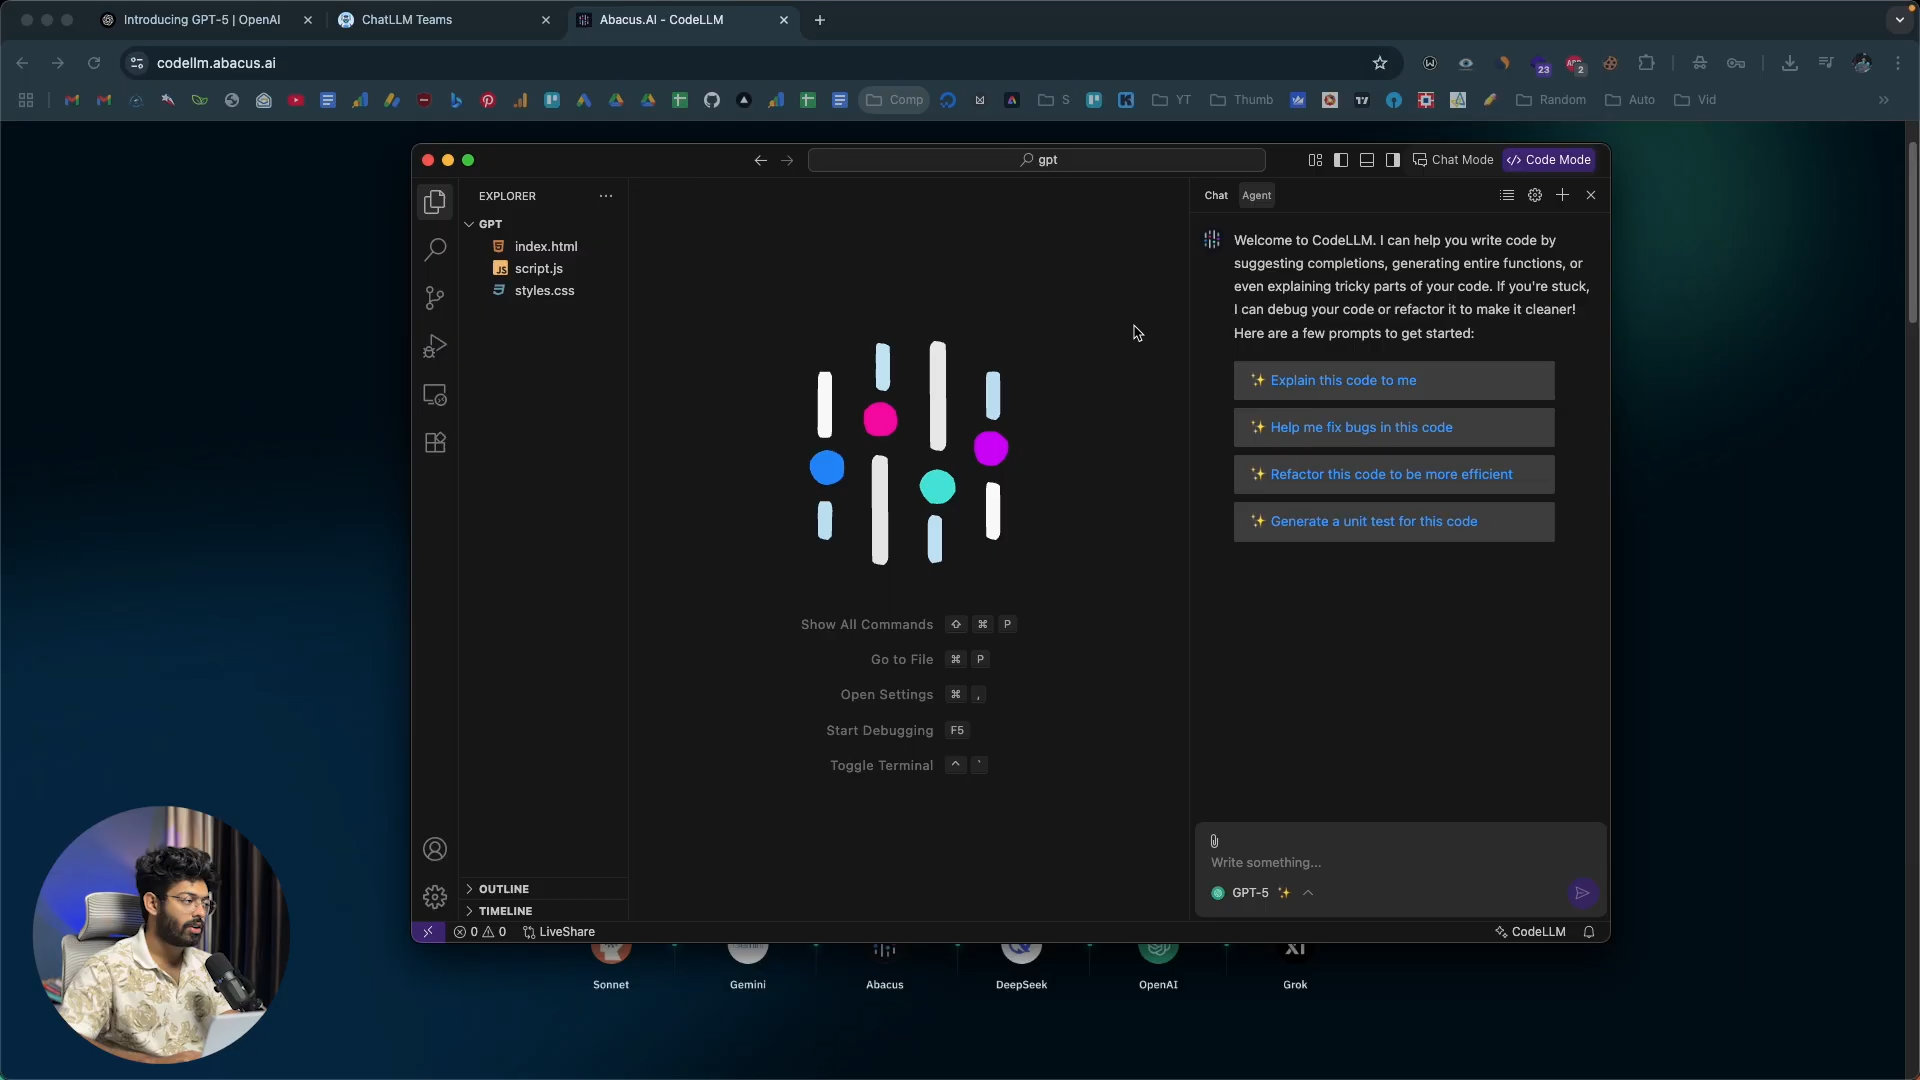 Introducing GPT-5 | OpenAI
ChatLLM Teams
Abacus.AI - CodeLLM
codellm.abacus.ai
23
2
Comp
S
YT
Thumb
Random
Auto
Vid
gpt
Chat Mode
</> Code Mode
EXPLORER
GPT
index.html
JS script.js
styles.css
Chat
Agent
Welcome to CodeLLM. I can help you write code by
suggesting completions, generating entire functions, or
even explaining tricky parts of your code. If you're stuck,
I can debug your code or refactor it to make it cleaner!
Here are a few prompts to get started:
✨ Explain this code to me
✨ Help me fix bugs in this code
✨ Refactor this code to be more efficient
✨ Generate a unit test for this code
Show All Commands ⇧ ⌘ P
Go to File ⌘ P
Open Settings ⌘ ,
Start Debugging F5
Toggle Terminal ^ `
Write something...
GPT-5 ✨
OUTLINE
TIMELINE
0 0 LiveShare
CodeLLM
Sonnet
Gemini
Abacus
DeepSeek
OpenAI
Grok